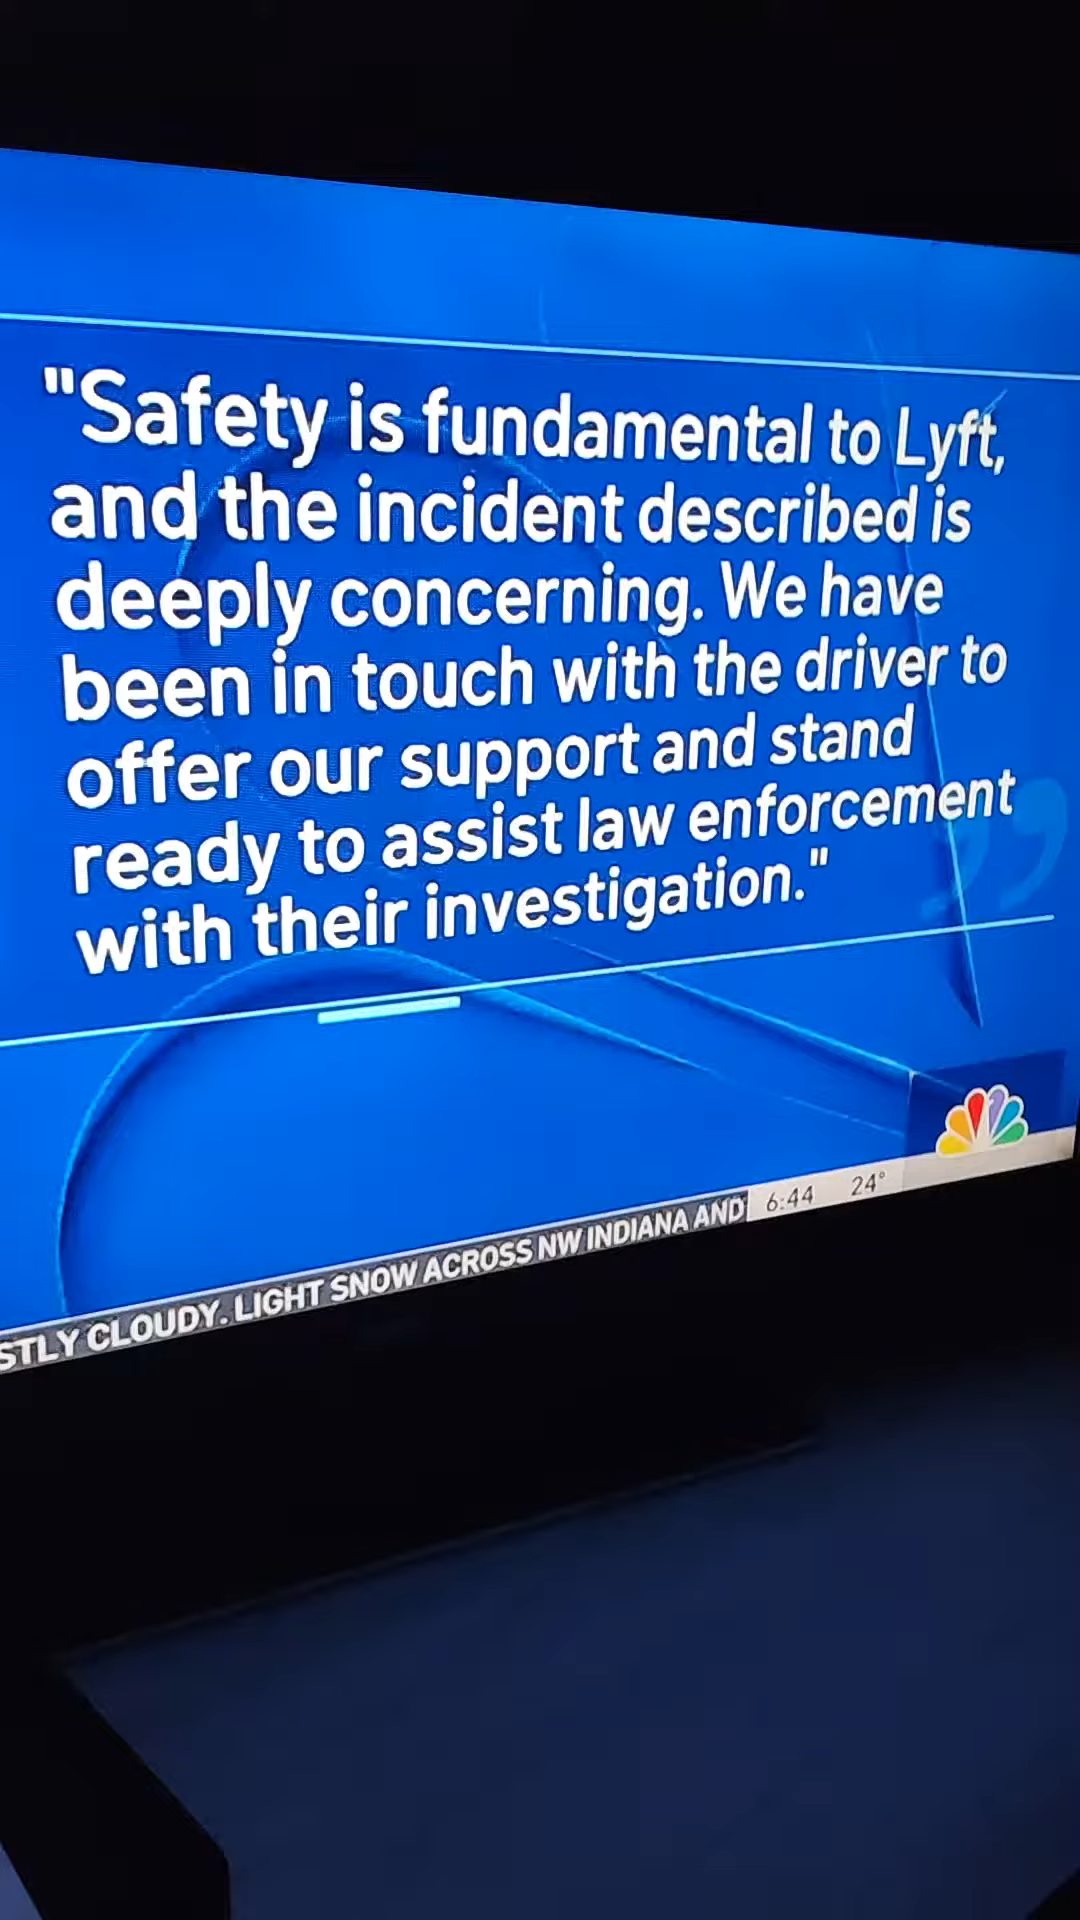 "Safety is fundamental to Lyft,
and the incident described is
deeply concerning. We have
been in touch with the driver to
offer our support and stand
ready to assist law enforcement
with their investigation."
STLY CLOUDY. LIGHT SNOW ACROSS NW INDIANA AND
6:44 24°